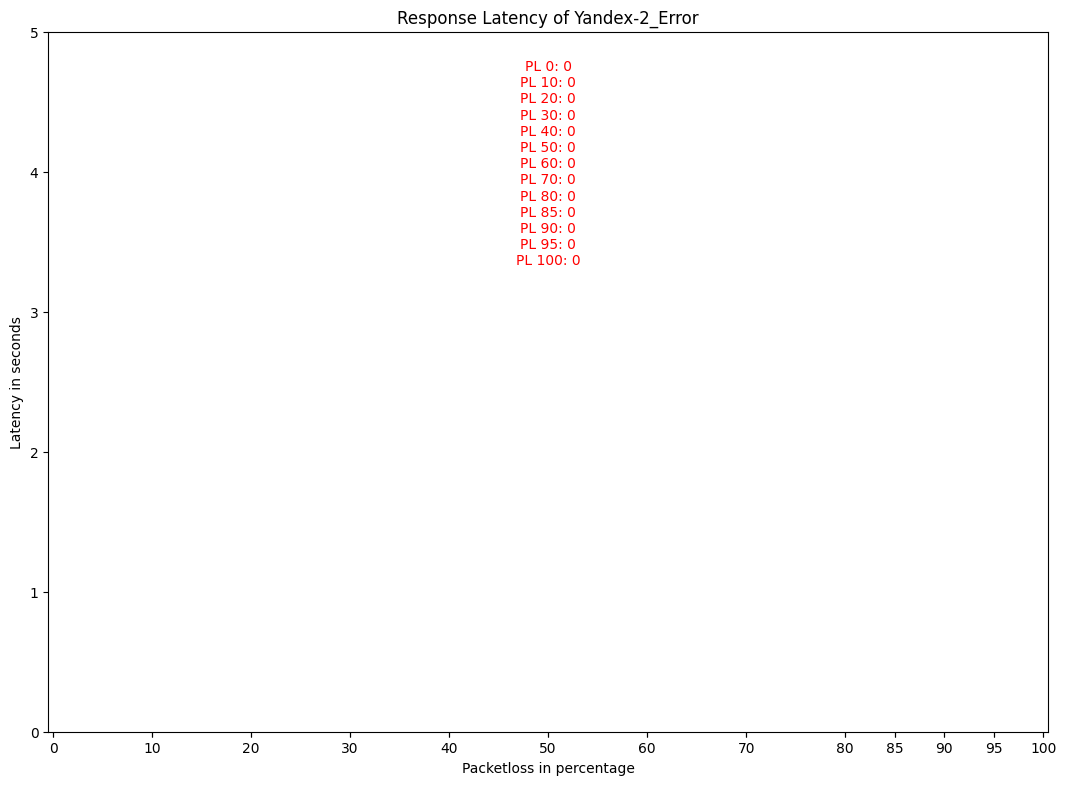 Response Latency of Yandex-2_Error
5
PL 0: 0
PL 10: 0
PL 20: 0
PL 30: 0
PL 40: 0
PL 50: 0
PL 60: 0
PL 70: 0
PL 80: 0
PL 85: 0
PL 90: 0
PL 95: 0
PL 100: 0
4
3
2
1
0
Latency in seconds
0 10 20 30 40 50 60 70 80 85 90 95 100
Packetloss in percentage